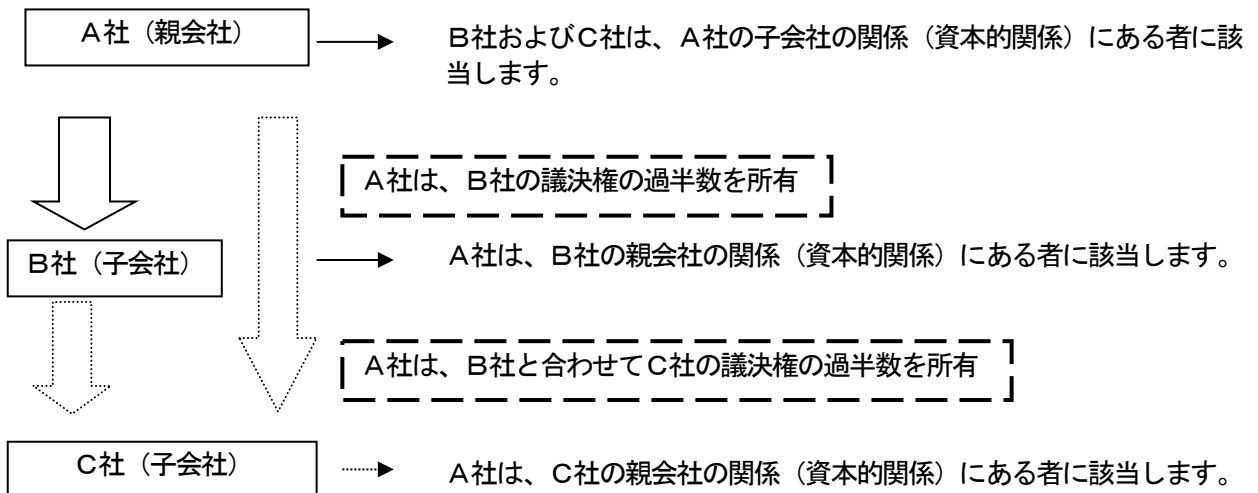 A社（親会社）
B社およびC社は、A社の子会社の関係（資本的関係）にある者に該
当します。
A社は、B社の議決権の過半数を所有
B社（子会社）
A社は、B社の親会社の関係（資本的関係）にある者に該当します。
A社は、B社と合わせてC社の議決権の過半数を所有
C社（子会社）
A社は、C社の親会社の関係（資本的関係）にある者に該当します。